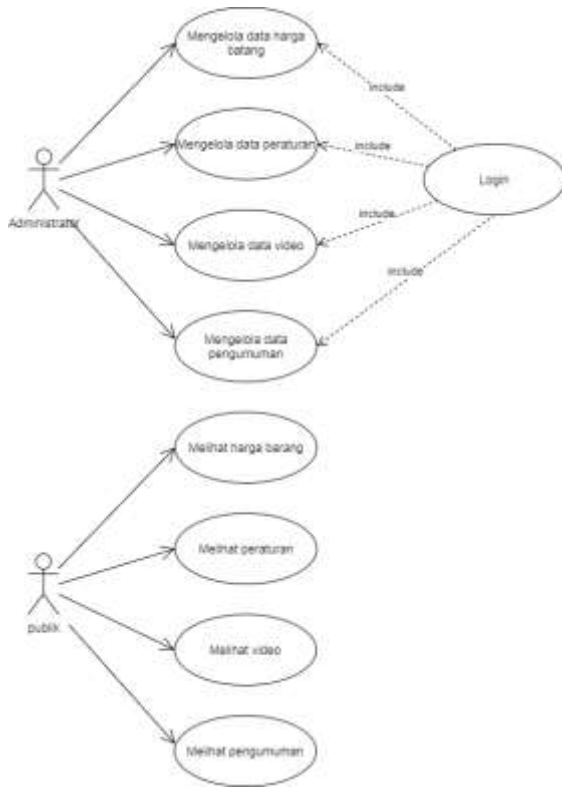 Mengelola data harga
batang
include
Mengelola data peraturan
include
Login
Administrator
Mengelola data video
include
include
Mengelola data
pengumuman
Melihat harga barang
Melihat peraturan
publik
Melihat video
Melihat pengumuman